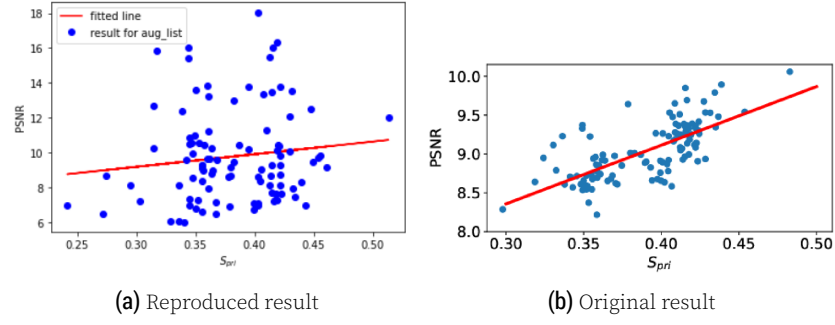 18
16
14
12
10
8
6
PSNR
fitted line
result for aug_list
0.25 0.30 0.35 0.40 0.45 0.50
S_pri
(a) Reproduced result
10.0
9.5
9.0
8.5
8.0
PSNR
0.30 0.35 0.40 0.45 0.50
S_pri
(b) Original result